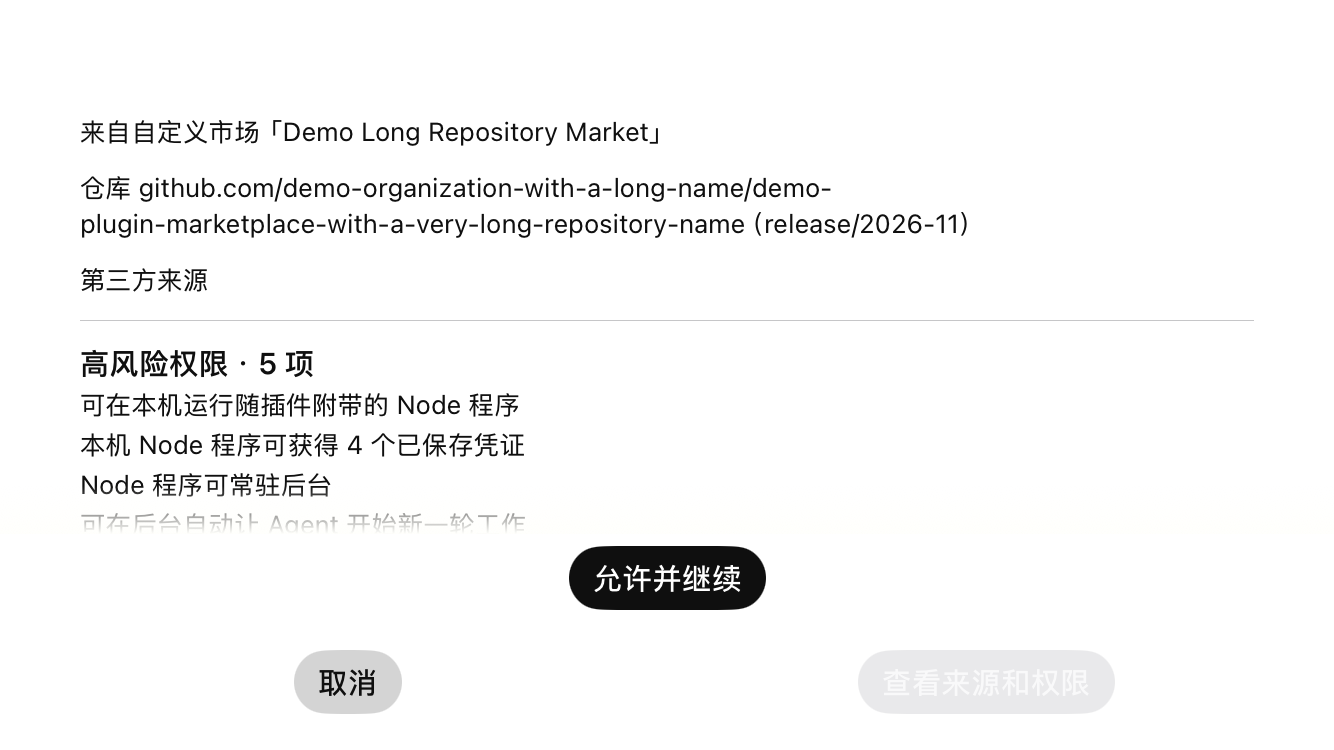 来自自定义市场「Demo Long Repository Market」
仓库 github.com/demo-organization-with-a-long-name/demo-
plugin-marketplace-with-a-very-long-repository-name (release/2026-11)
第三方来源
高风险权限 · 5 项
可在本机运行随插件附带的 Node 程序
本机 Node 程序可获得 4 个已保存凭证
Node 程序可常驻后台
可在后台自动让 Agent 开始新一轮工作
允许并继续
取消
查看来源和权限